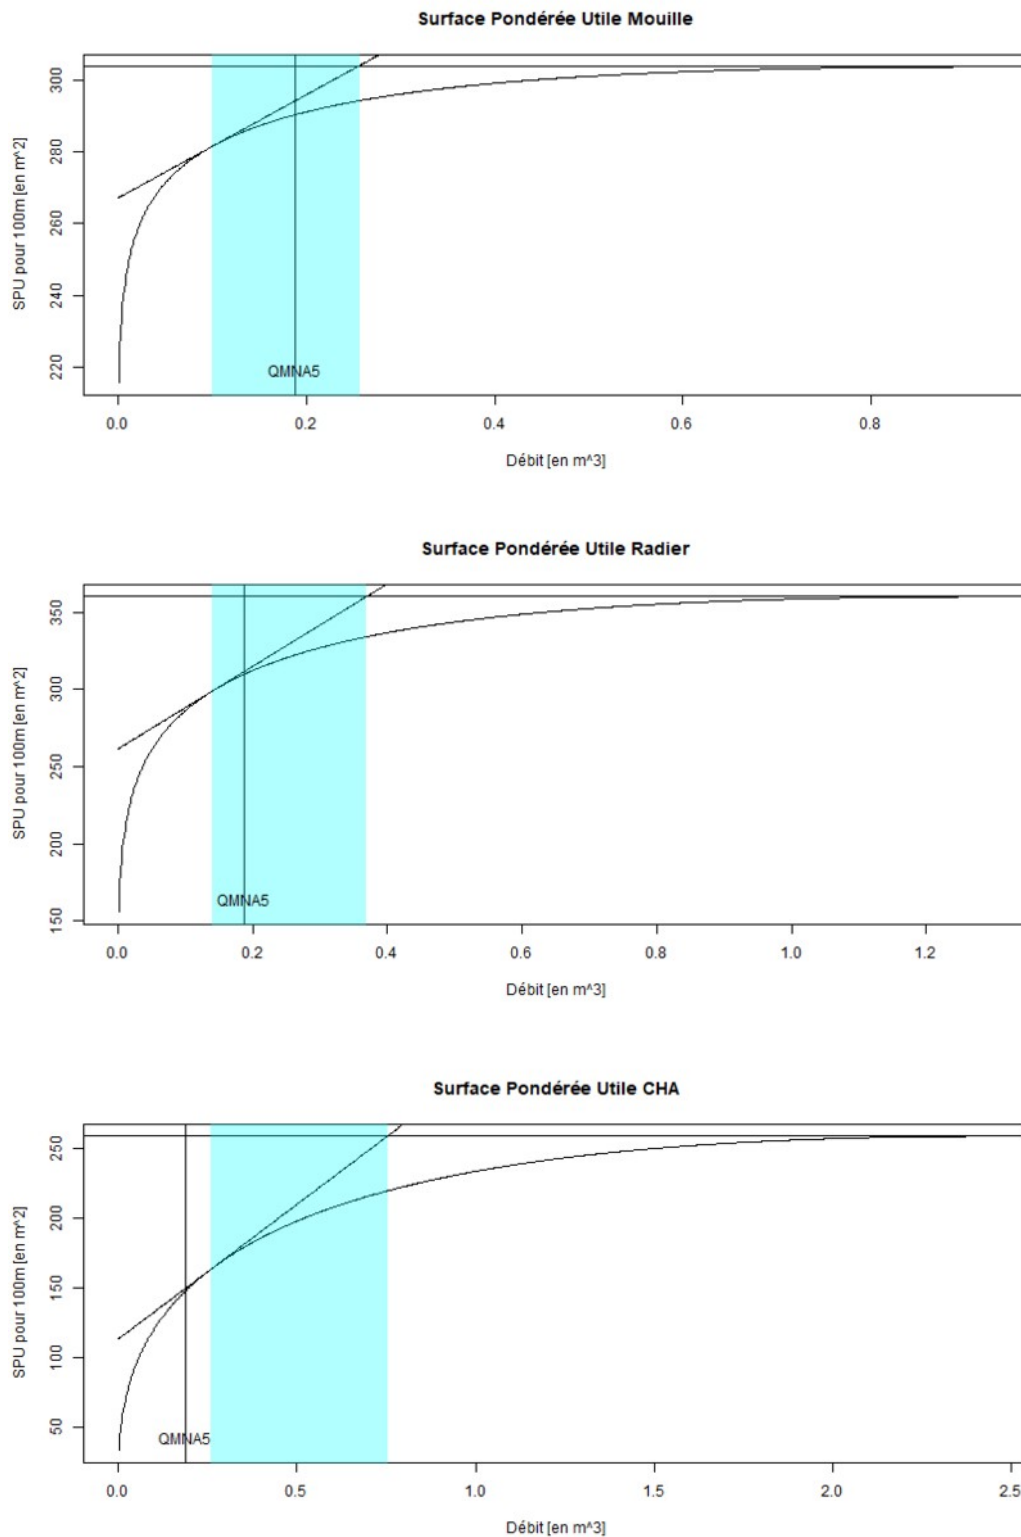 Surface Pondérée Utile Mouille
SPU pour 100m [en m^2]
300
280
260
240
220
QMNA5
0.0 0.2 0.4 0.6 0.8
Débit [en m^3]
Surface Pondérée Utile Radier
SPU pour 100m [en m^2]
350
300
250
200
150
QMNA5
0.0 0.2 0.4 0.6 0.8 1.0 1.2
Débit [en m^3]
Surface Pondérée Utile CHA
SPU pour 100m [en m^2]
250
200
150
100
50
QMNA5
0.0 0.5 1.0 1.5 2.0 2.5
Débit [en m^3]